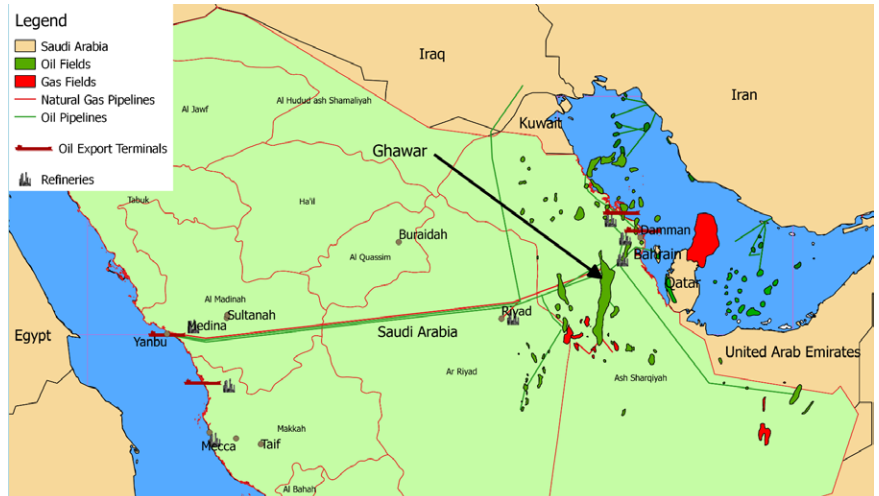 Legend
Saudi Arabia
Oil Fields
Gas Fields
Natural Gas Pipelines
Oil Pipelines
Oil Export Terminals
Refineries
Iraq
Iran
Al Jawf
Al Hudud ash Shamaliyah
Kuwait
Ghawar
Tabuk
Ha'il
Buraidah
Damman
Al Quassim
Bahrain
Qatar
Al Madinah
Sultanah
Riyad
Medina
Egypt
Yanbu
Saudi Arabia
United Arab Emirates
Ar Riyad
Ash Sharqiyah
Makkah
Mecca
Taif
Al Bahah